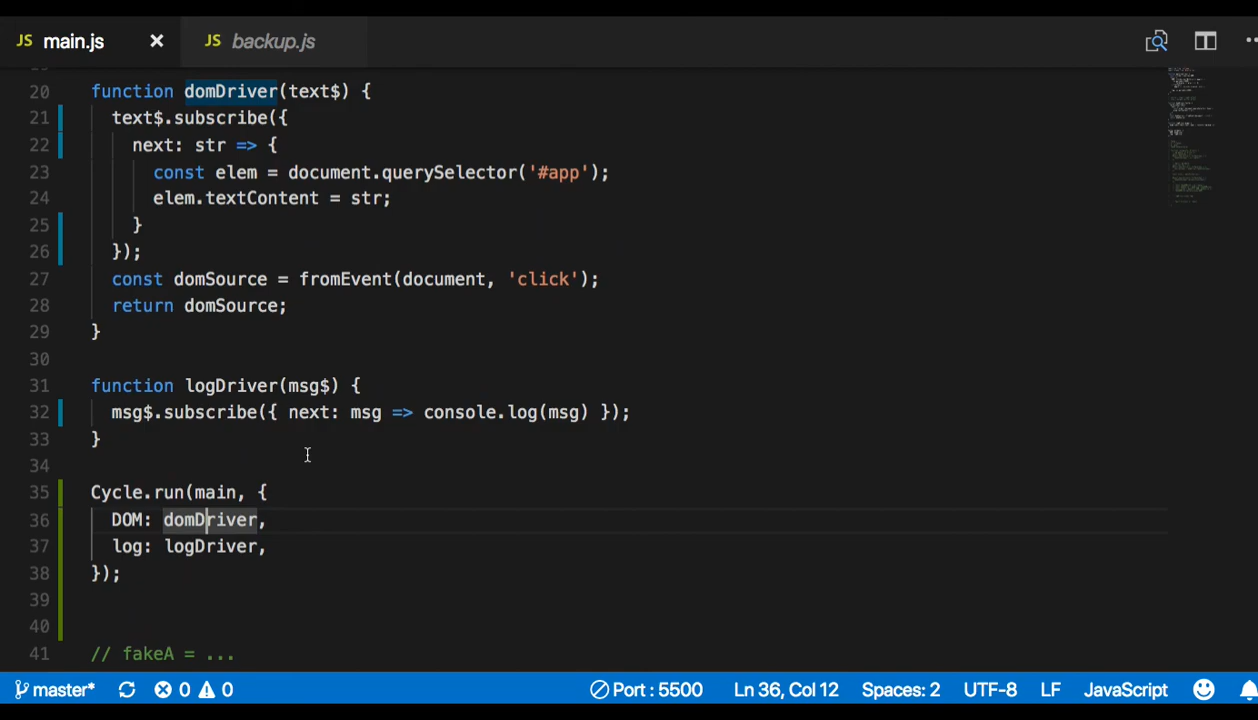 JS main.js × JS backup.js
20 function domDriver(text$) {
21 text$.subscribe({
22 next: str => {
23 const elem = document.querySelector('#app');
24 elem.textContent = str;
25 }
26 });
27 const domSource = fromEvent(document, 'click');
28 return domSource;
29 }
30
31 function logDriver(msg$) {
32 msg$.subscribe({ next: msg => console.log(msg) });
33 }
34
35 Cycle.run(main, {
36 DOM: domDriver,
37 log: logDriver,
38 });
39
40
41 // fakeA = ...
master* 0 0 Port : 5500 Ln 36, Col 12 Spaces: 2 UTF-8 LF JavaScript